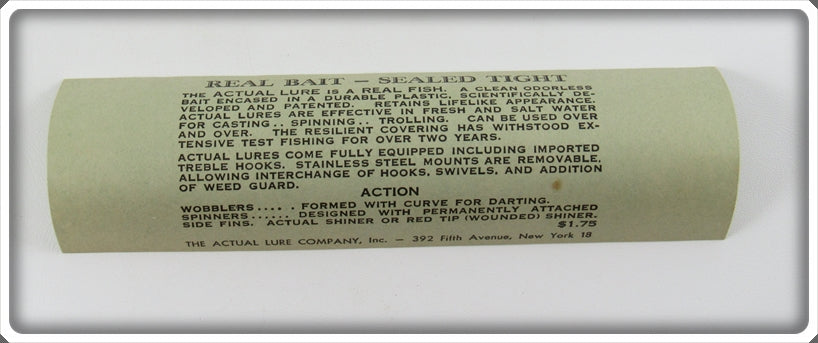 REAL BAIT — SEALED TIGHT
THE ACTUAL LURE IS A REAL FISH. A CLEAN ODORLESS
BAIT ENCASED IN A DURABLE PLASTIC, SCIENTIFICALLY DE-
VELOPED AND PATENTED. RETAINS LIFELIKE APPEARANCE.
ACTUAL LURES ARE EFFECTIVE IN FRESH AND SALT WATER
FOR CASTING.. SPINNING.. TROLLING. CAN BE USED OVER
AND OVER. THE RESILIENT COVERING HAS WITHSTOOD EX-
TENSIVE TEST FISHING FOR OVER TWO YEARS.
ACTUAL LURES COME FULLY EQUIPPED INCLUDING IMPORTED
TREBLE HOOKS. STAINLESS STEEL MOUNTS ARE REMOVABLE,
ALLOWING INTERCHANGE OF HOOKS, SWIVELS, AND ADDITION
OF WEED GUARD.
ACTION
WOBBLERS..... FORMED WITH CURVE FOR DARTING.
SPINNERS...... DESIGNED WITH PERMANENTLY ATTACHED
SIDE FINS. ACTUAL SHINER OR RED TIP (WOUNDED) SHINER.
$1.75
THE ACTUAL LURE COMPANY, Inc. — 392 Fifth Avenue, New York 18